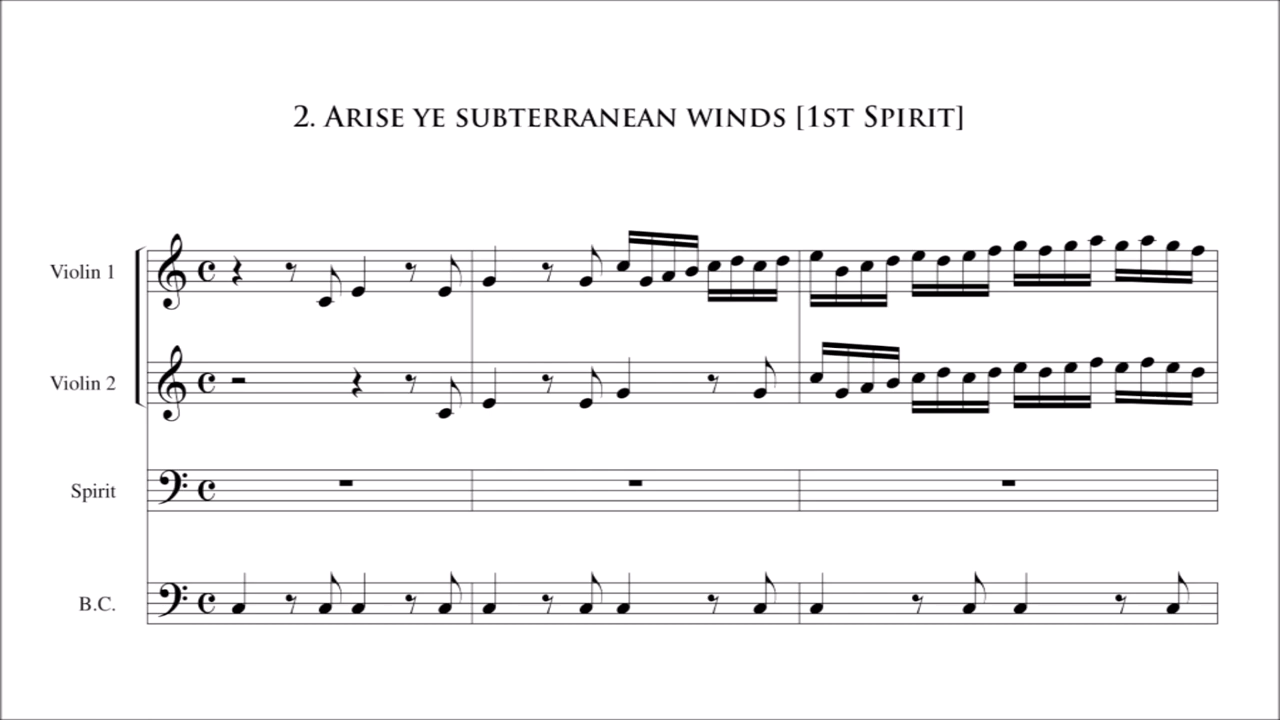 2. Arise ye subterranean winds [1st Spirit]
Violin 1
Violin 2
Spirit
B.C.